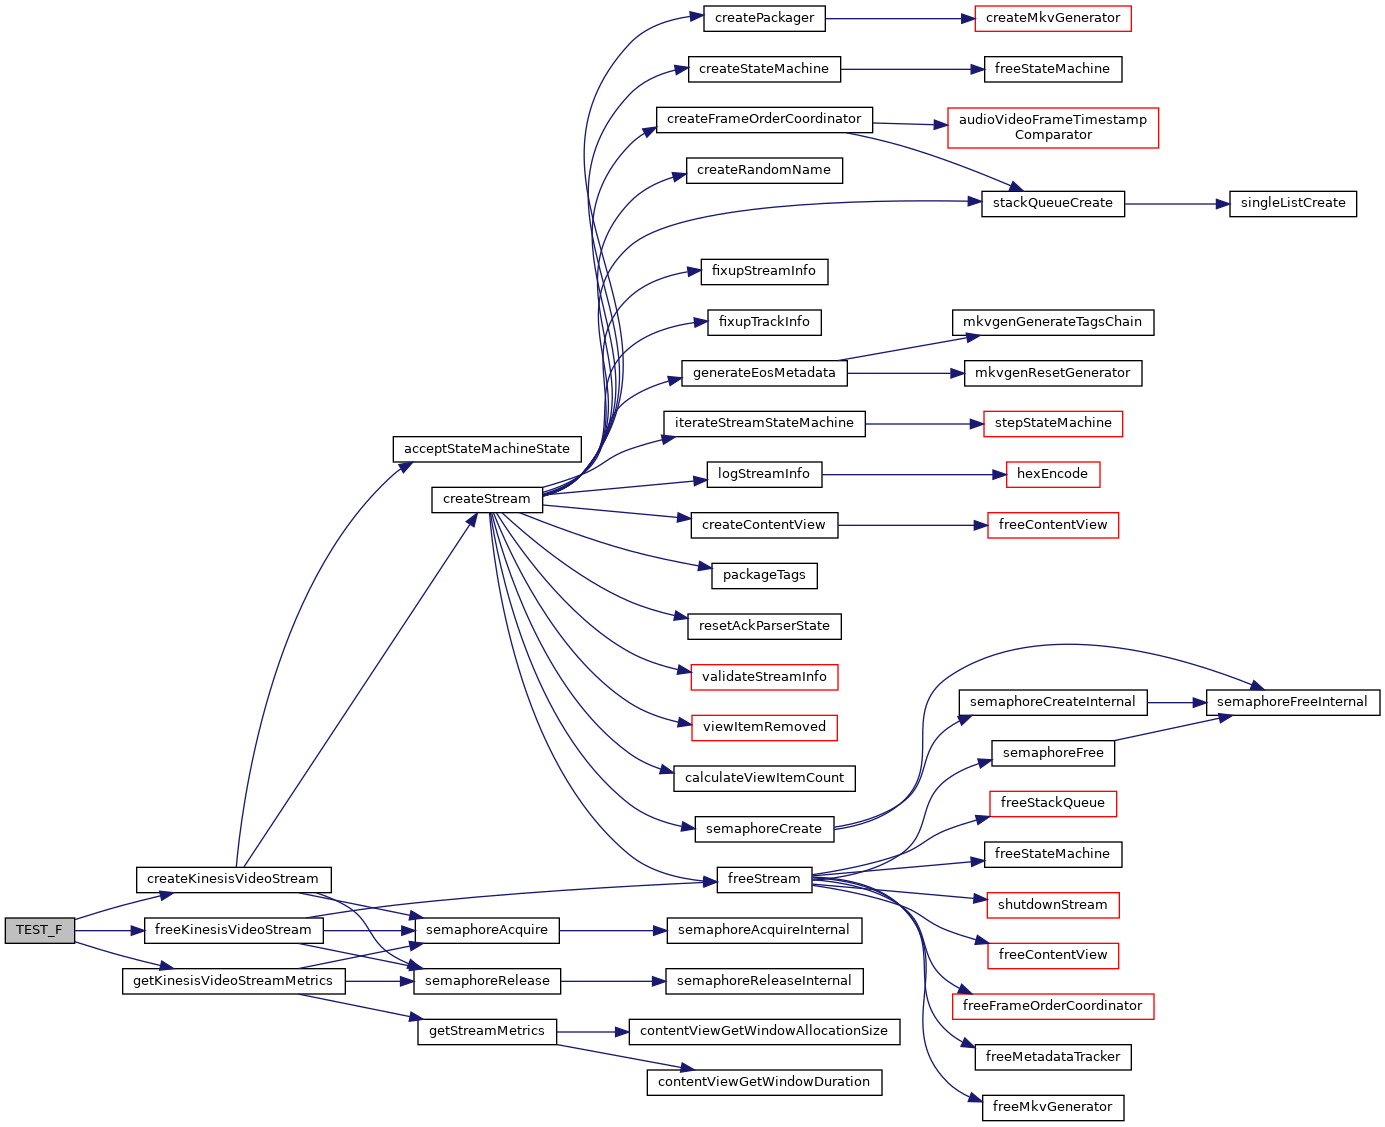 createPackager
createMkvGenerator
createStateMachine
freeStateMachine
createFrameOrderCoordinator
audioVideoFrameTimestamp
Comparator
createRandomName
stackQueueCreate
singleListCreate
fixupStreamInfo
fixupTrackInfo
mkvgenGenerateTagsChain
generateEosMetadata
mkvgenResetGenerator
iterateStreamStateMachine
stepStateMachine
acceptStateMachineState
logStreamInfo
hexEncode
createStream
createContentView
freeContentView
packageTags
resetAckParserState
validateStreamInfo
semaphoreCreateInternal
semaphoreFreeInternal
viewItemRemoved
semaphoreFree
calculateViewItemCount
freeStackQueue
semaphoreCreate
freeStateMachine
createKinesisVideoStream
freeStream
shutdownStream
TEST_F
freeKinesisVideoStream
semaphoreAcquire
semaphoreAcquireInternal
freeContentView
getKinesisVideoStreamMetrics
semaphoreRelease
semaphoreReleaseInternal
freeFrameOrderCoordinator
getStreamMetrics
contentViewGetWindowAllocationSize
freeMetadataTracker
contentViewGetWindowDuration
freeMkvGenerator